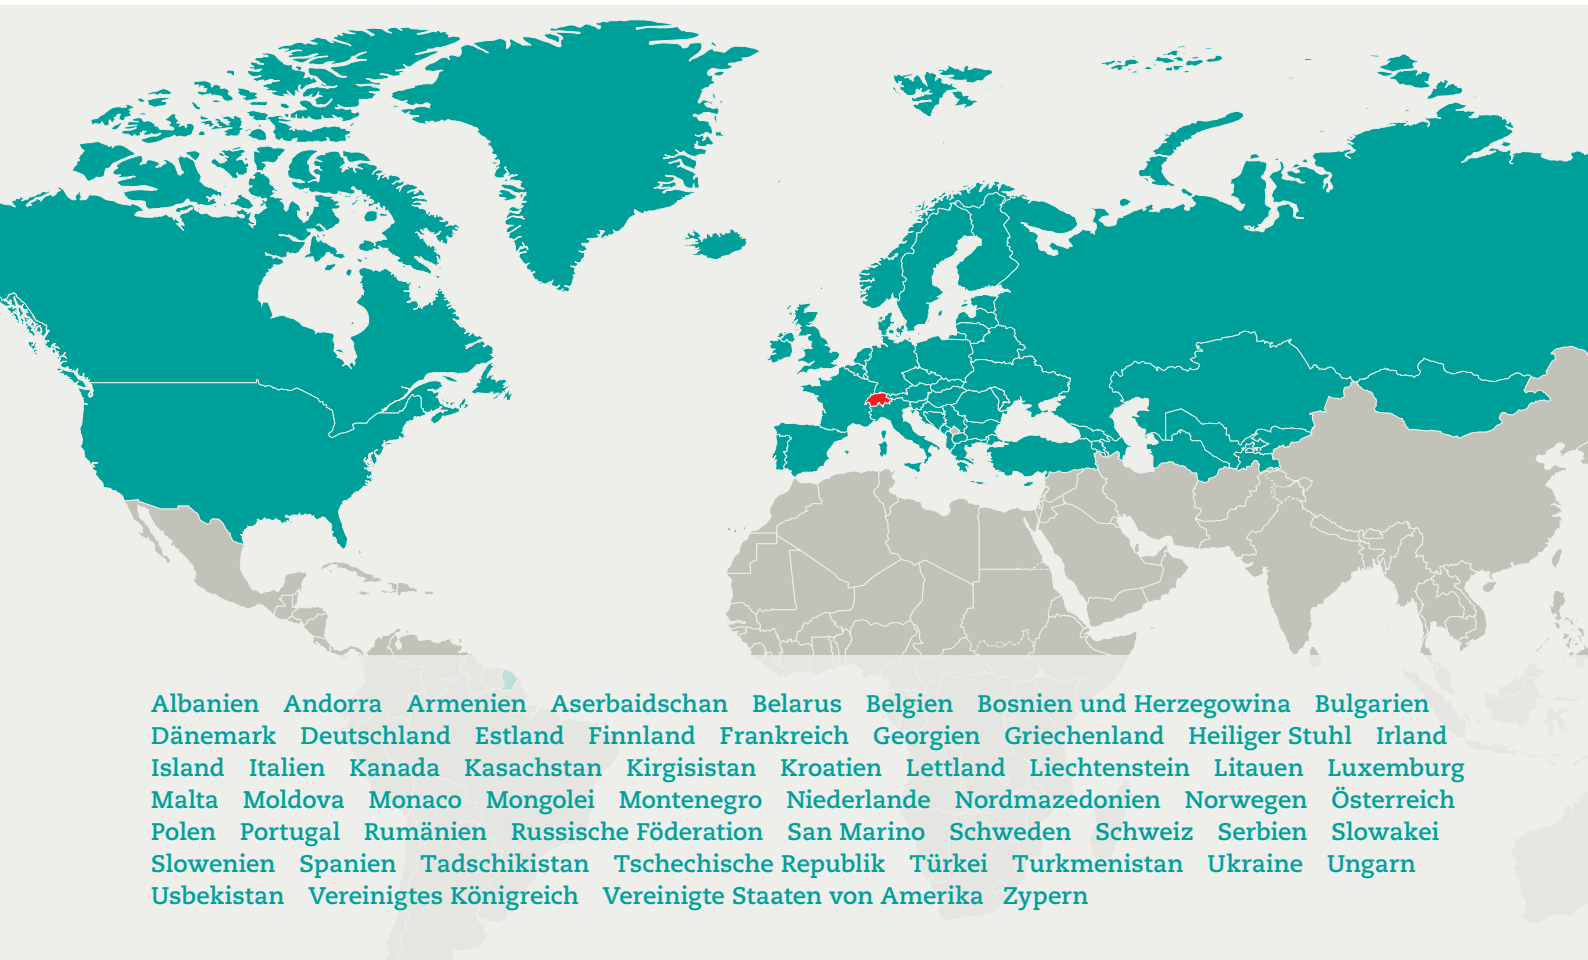 Albanien Andorra Armenien Aserbaidschan Belarus Belgien Bosnien und Herzegowina Bulgarien
Dänemark Deutschland Estland Finnland Frankreich Georgien Griechenland Heiliger Stuhl Irland
Island Italien Kanada Kasachstan Kirgisistan Kroatien Lettland Liechtenstein Litauen Luxemburg
Malta Moldova Monaco Mongolei Montenegro Niederlande Nordmazedonien Norwegen Österreich
Polen Portugal Rumänien Russische Föderation San Marino Schweden Schweiz Serbien Slowakei
Slowenien Spanien Tadschikistan Tschechische Republik Türkei Turkmenistan Ukraine Ungarn
Usbekistan Vereinigtes Königreich Vereinigte Staaten von Amerika Zypern